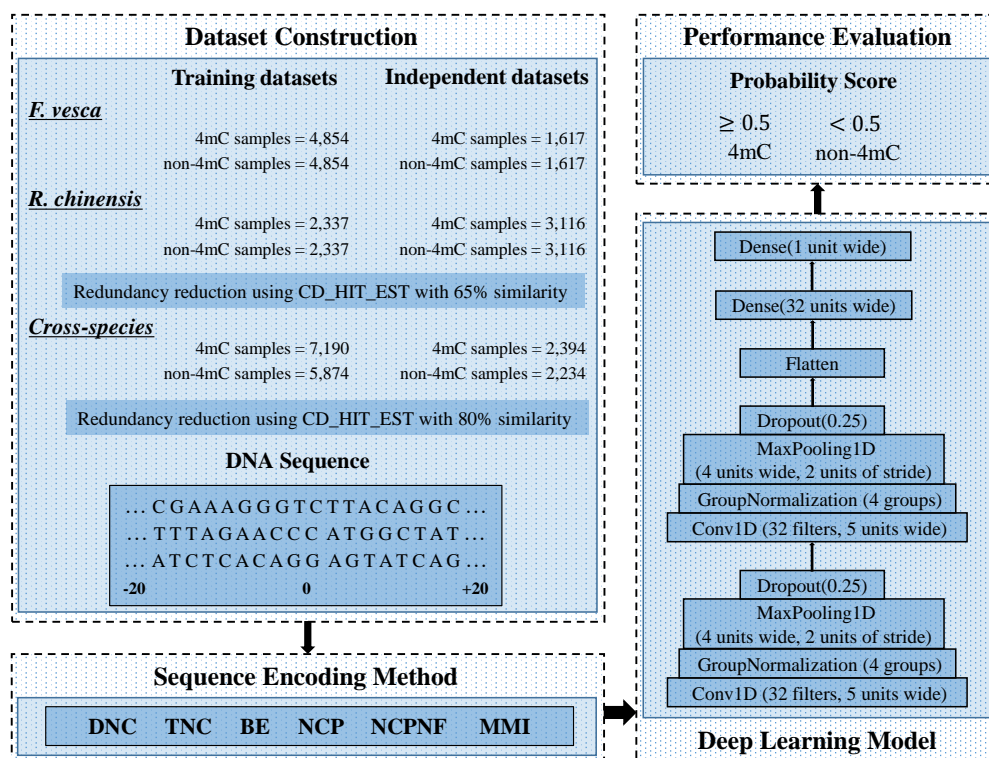 Dataset Construction
Training datasets Independent datasets
F. vesca
4mC samples = 4,854 4mC samples = 1,617
non-4mC samples = 4,854 non-4mC samples = 1,617
R. chinensis
4mC samples = 2,337 4mC samples = 3,116
non-4mC samples = 2,337 non-4mC samples = 3,116
Redundancy reduction using CD_HIT_EST with 65% similarity
Cross-species
4mC samples = 7,190 4mC samples = 2,394
non-4mC samples = 5,874 non-4mC samples = 2,234
Redundancy reduction using CD_HIT_EST with 80% similarity
DNA Sequence
... C G A A A G G G T C T T A C A G G C ...
... T T T A G A A C C C A T G G C T A T ...
... A T C T C A C A G G A G T A T C A G ...
-20 0 +20
Sequence Encoding Method
DNC TNC BE NCP NCPNF MMI
Performance Evaluation
Probability Score
≥ 0.5 < 0.5
4mC non-4mC
Dense(1 unit wide)
Dense(32 units wide)
Flatten
Dropout(0.25)
MaxPooling1D
(4 units wide, 2 units of stride)
GroupNormalization (4 groups)
Conv1D (32 filters, 5 units wide)
Dropout(0.25)
MaxPooling1D
(4 units wide, 2 units of stride)
GroupNormalization (4 groups)
Conv1D (32 filters, 5 units wide)
Deep Learning Model